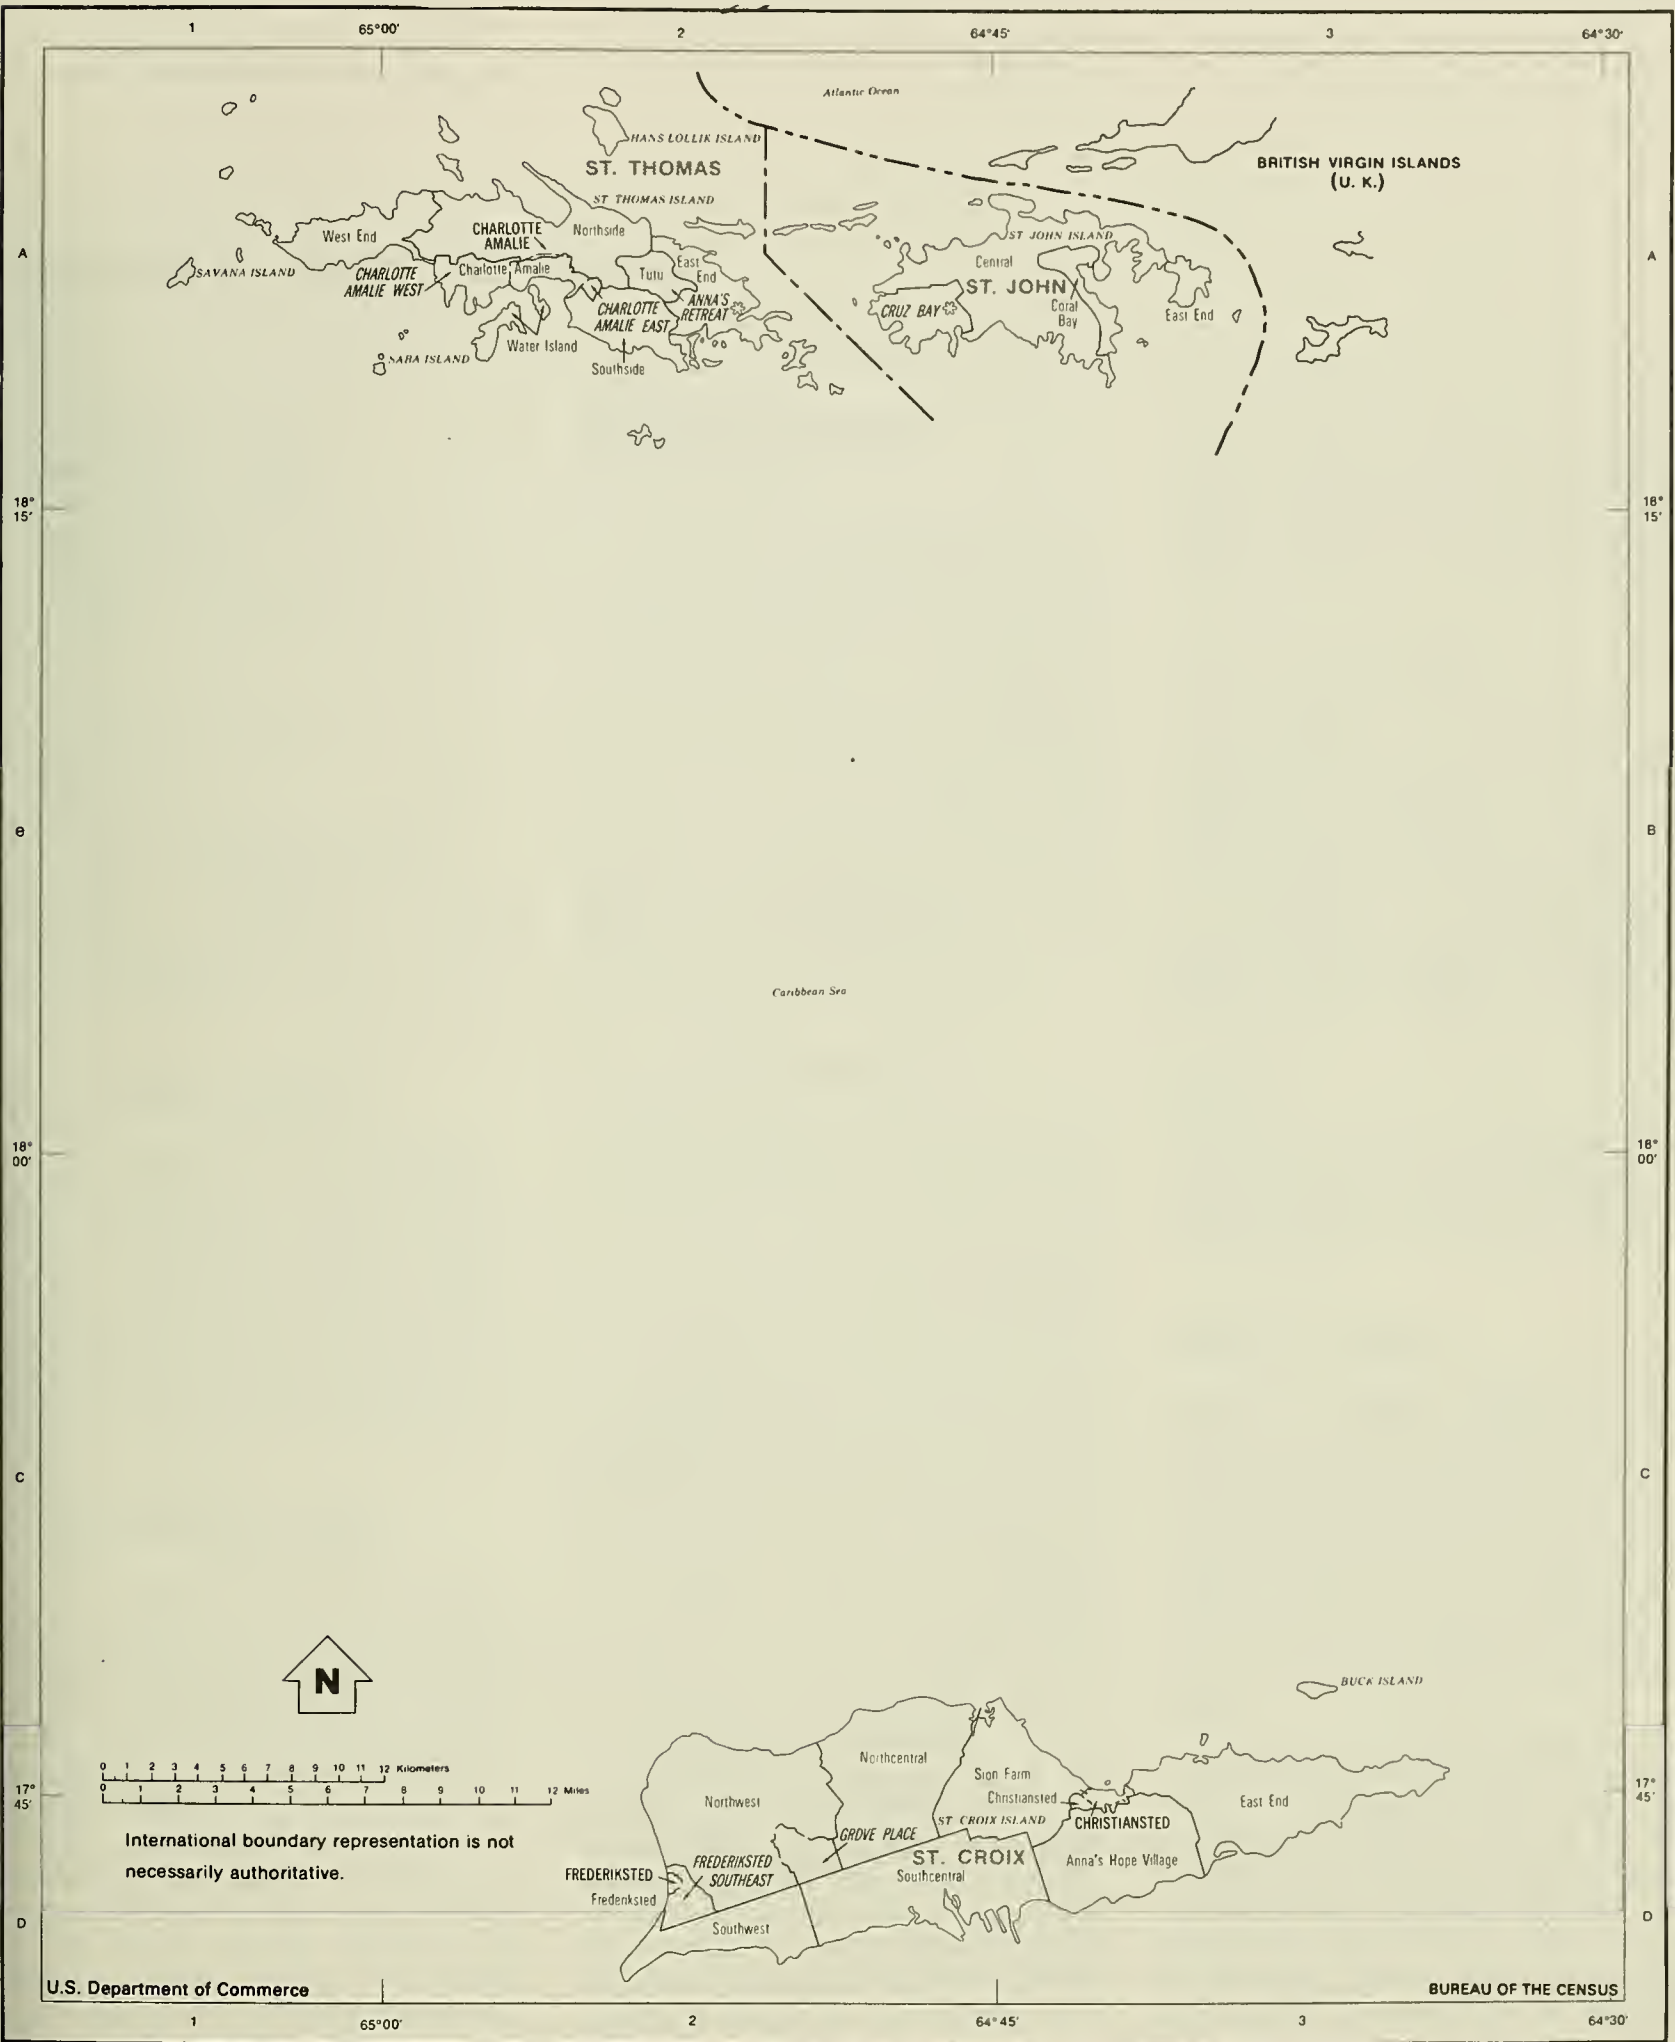 1 65°00' 2 64°45' 3 64°30'
Atlantic Ocean
HANS LOLLIK ISLAND
ST. THOMAS
BRITISH VIRGIN ISLANDS
(U. K.)
ST THOMAS ISLAND
West End
CHARLOTTE
AMALIE
Northside
ST JOHN ISLAND
A
A
SAVANA ISLAND
CHARLOTTE
AMALIE WEST
Charlotte Amalie
Tutu
East
End
Central
ST. JOHN
CHARLOTTE
AMALIE EAST
ANNA'S
RETREAT
CRUZ BAY
Coral
Bay
East End
SABA ISLAND
Water Island
Southside
18°
15'
18°
15'
B
B
Caribbean Sea
18°
00'
18°
00'
C
C
N
BUCK ISLAND
0 1 2 3 4 5 6 7 8 9 10 11 12 Kilometers
0 1 2 3 4 5 6 7 8 9 10 11 12 Miles
17°
45'
17°
45'
International boundary representation is not
necessarily authoritative.
Northcentral
Sion Farm
Northwest
Christiansted
East End
ST CROIX ISLAND
CHRISTIANSTED
GROVE PLACE
ST. CROIX
Anna's Hope Village
FREDERIKSTED
FREDERIKSTED
SOUTHEAST
Southcentral
Frederiksted
Southwest
D
D
U.S. Department of Commerce
BUREAU OF THE CENSUS
1 65°00' 2 64°45' 3 64°30'